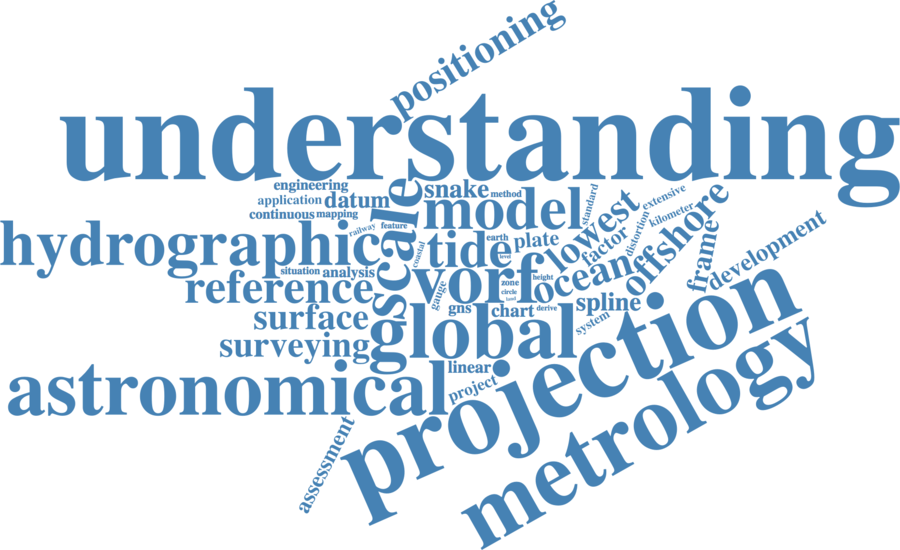 positioning
understanding
engineering
application
datum
continuous
mapping
snake
method
scale
model
standard
lowest
extensive
kilometer
distortion
factor
offshore
frame
development
hydrographic
railway
feature
coastal
tide
earth
level
plate
situation
analysis
reference
vorf
gauge
zone
circle
height
ocean
spline
surface
gns
chart
derive
system
surveying
g
global
projection
metrology
astronomical
linear
project
assessment